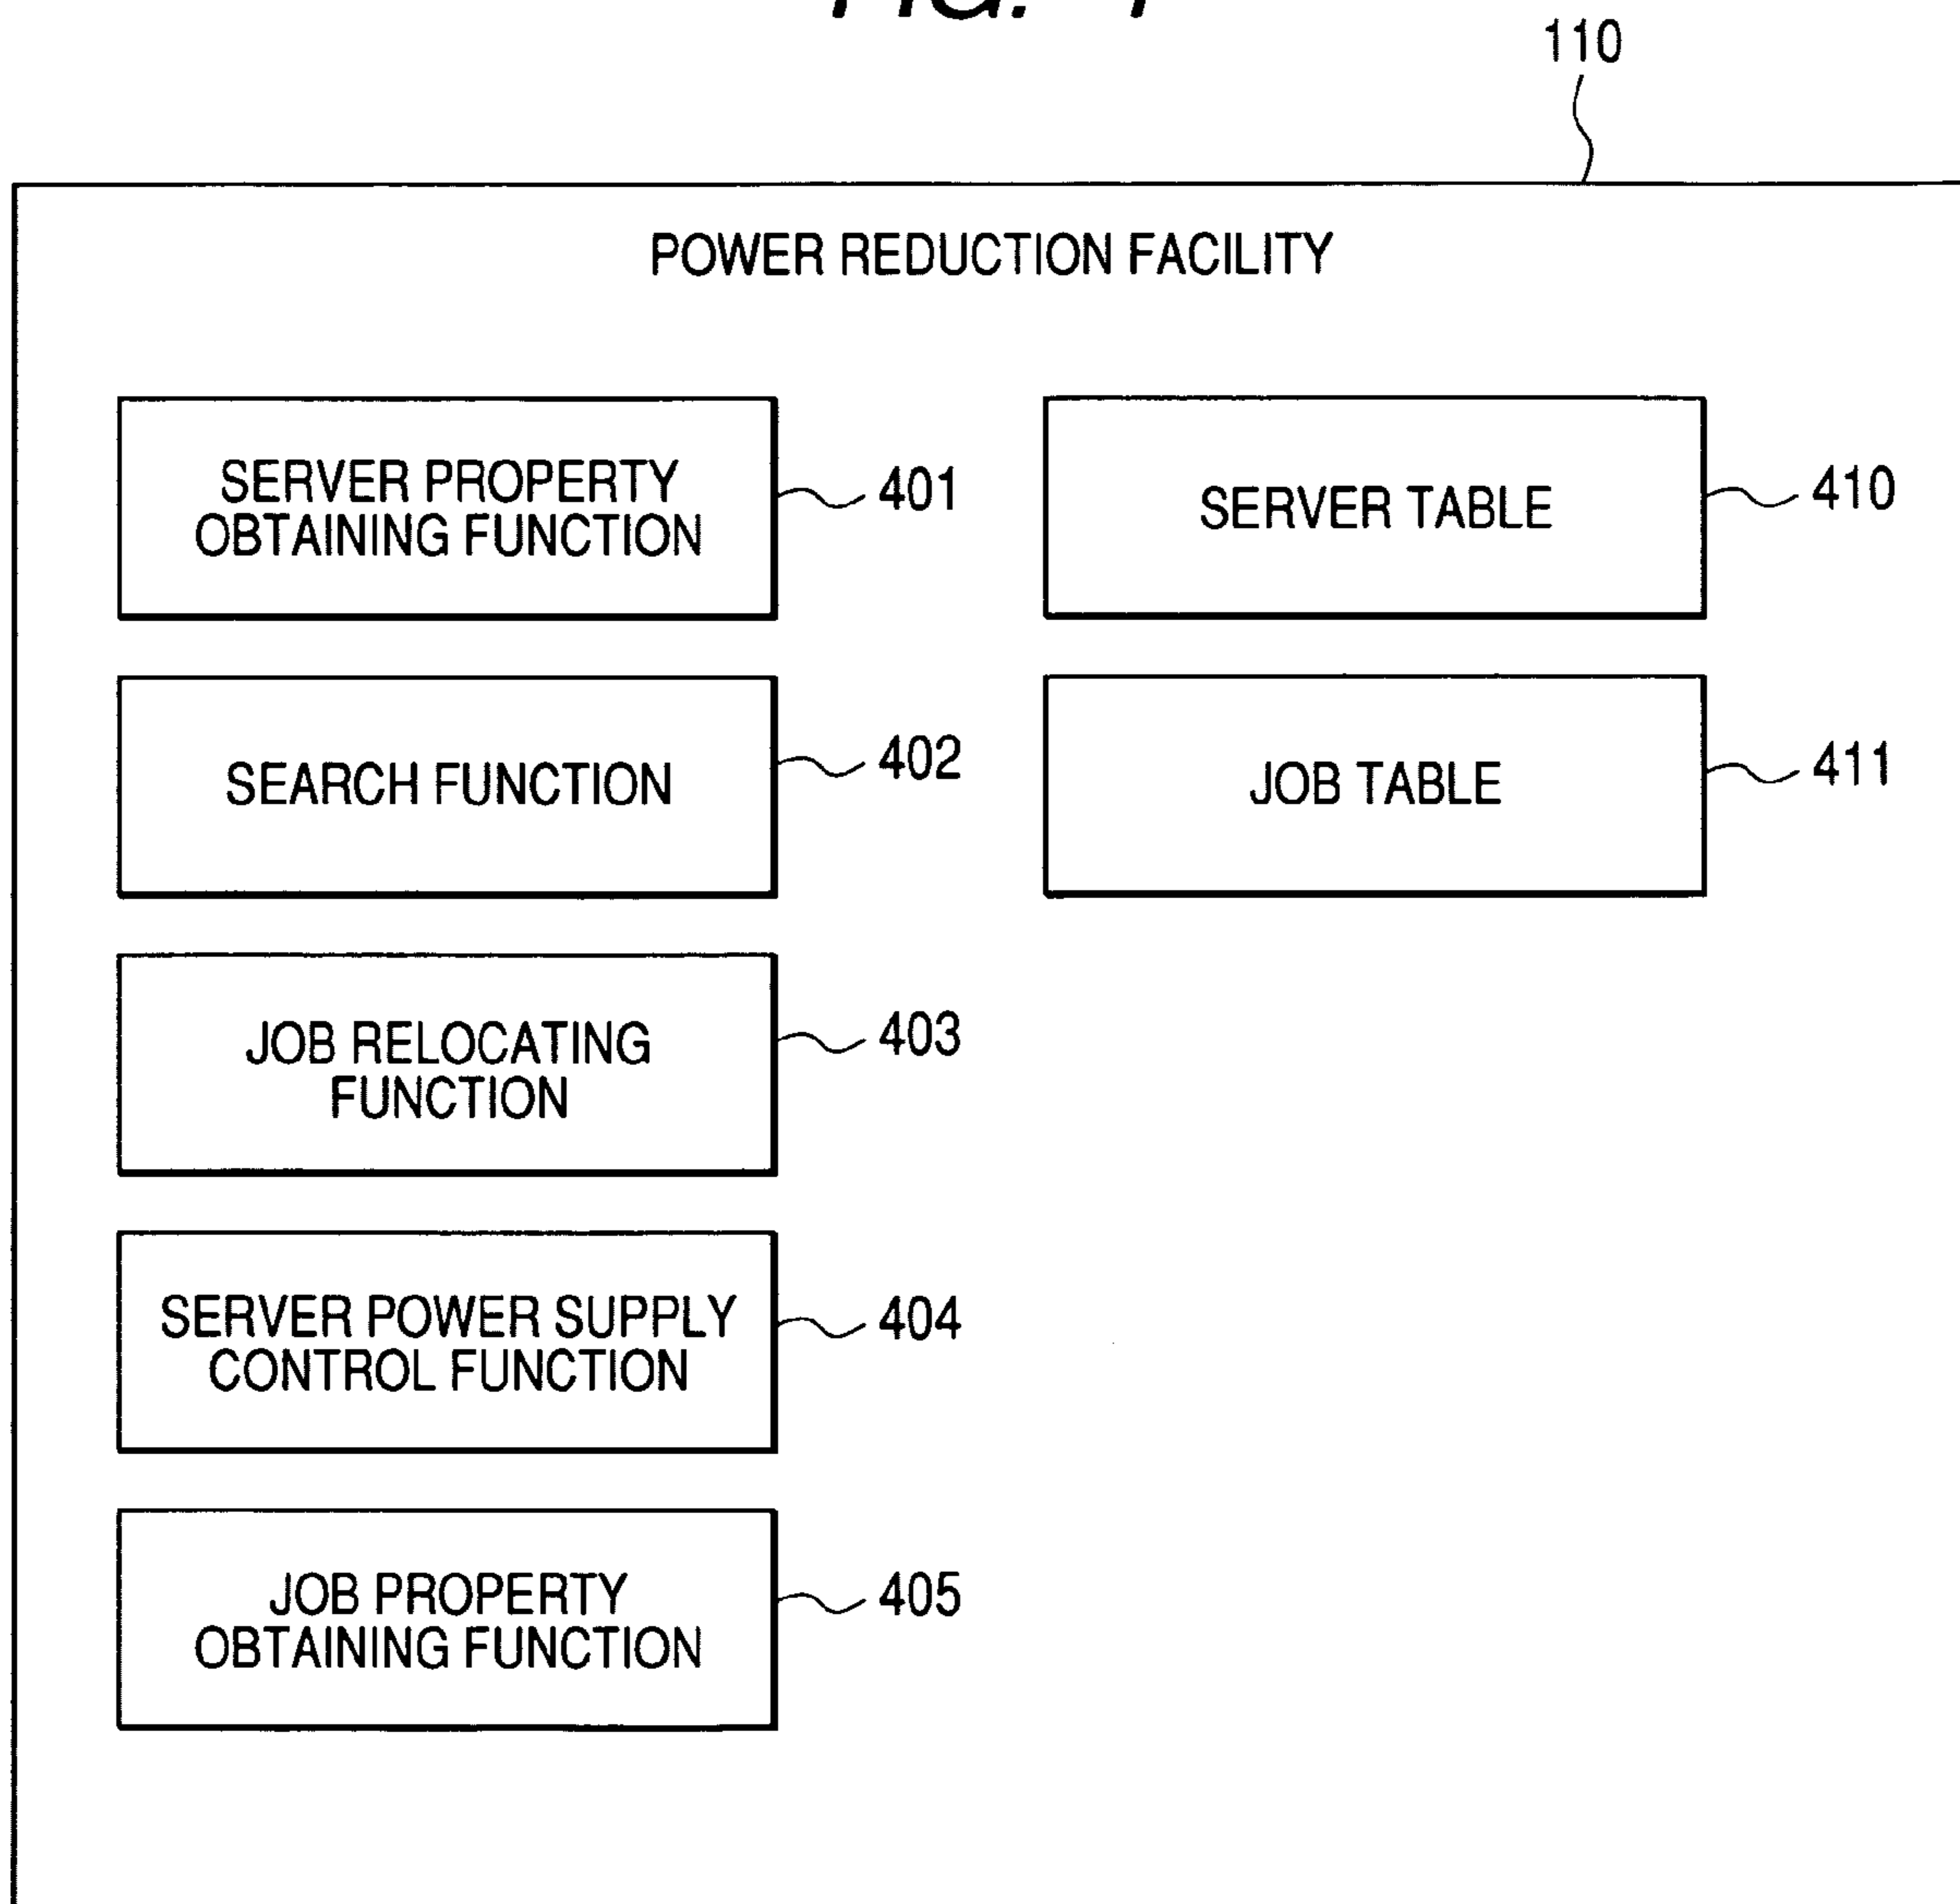 FIG.
110
POWER REDUCTION FACILITY
SERVER PROPERTY
OBTAINING FUNCTION
401
SERVER TABLE
410
SEARCH FUNCTION
402
JOB TABLE
411
JOB RELOCATING
FUNCTION
403
SERVER POWER SUPPLY
CONTROL FUNCTION
404
JOB PROPERTY
OBTAINING FUNCTION
405